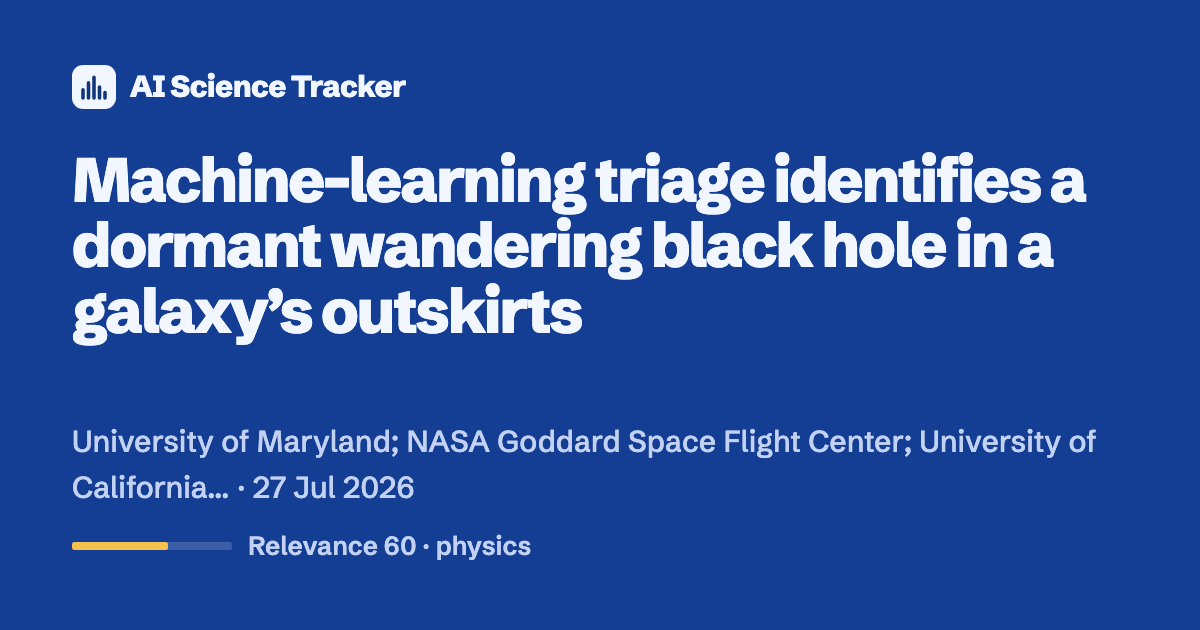 AI Science Tracker
Machine-learning triage identifies a
dormant wandering black hole in a
galaxy’s outskirts
University of Maryland; NASA Goddard Space Flight Center; University of
California... · 27 Jul 2026
Relevance 60 · physics